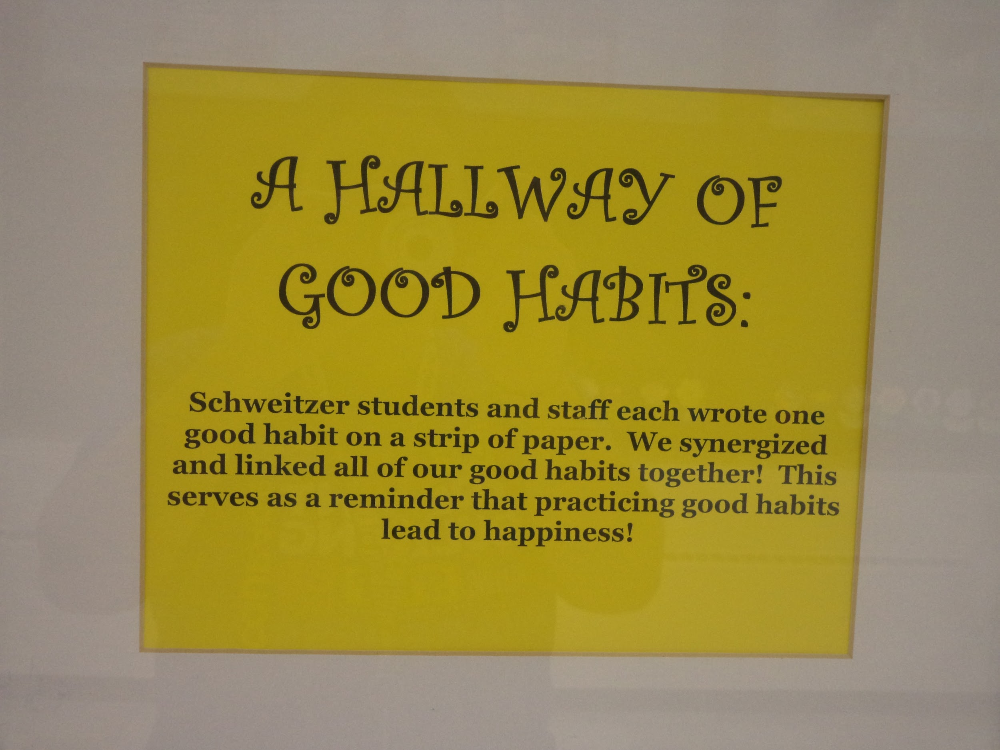 A HALLWAY OF
GOOD HABITS:
Schweitzer students and staff each wrote one
good habit on a strip of paper.  We synergized
and linked all of our good habits together!  This
serves as a reminder that practicing good habits
lead to happiness!